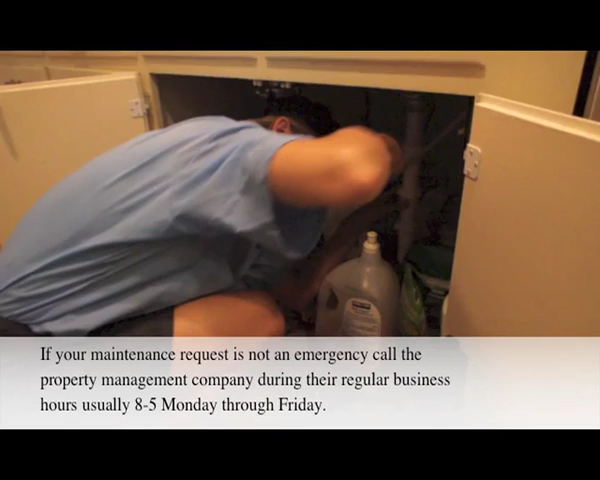 If your maintenance request is not an emergency call the
property management company during their regular business
hours usually 8-5 Monday through Friday.